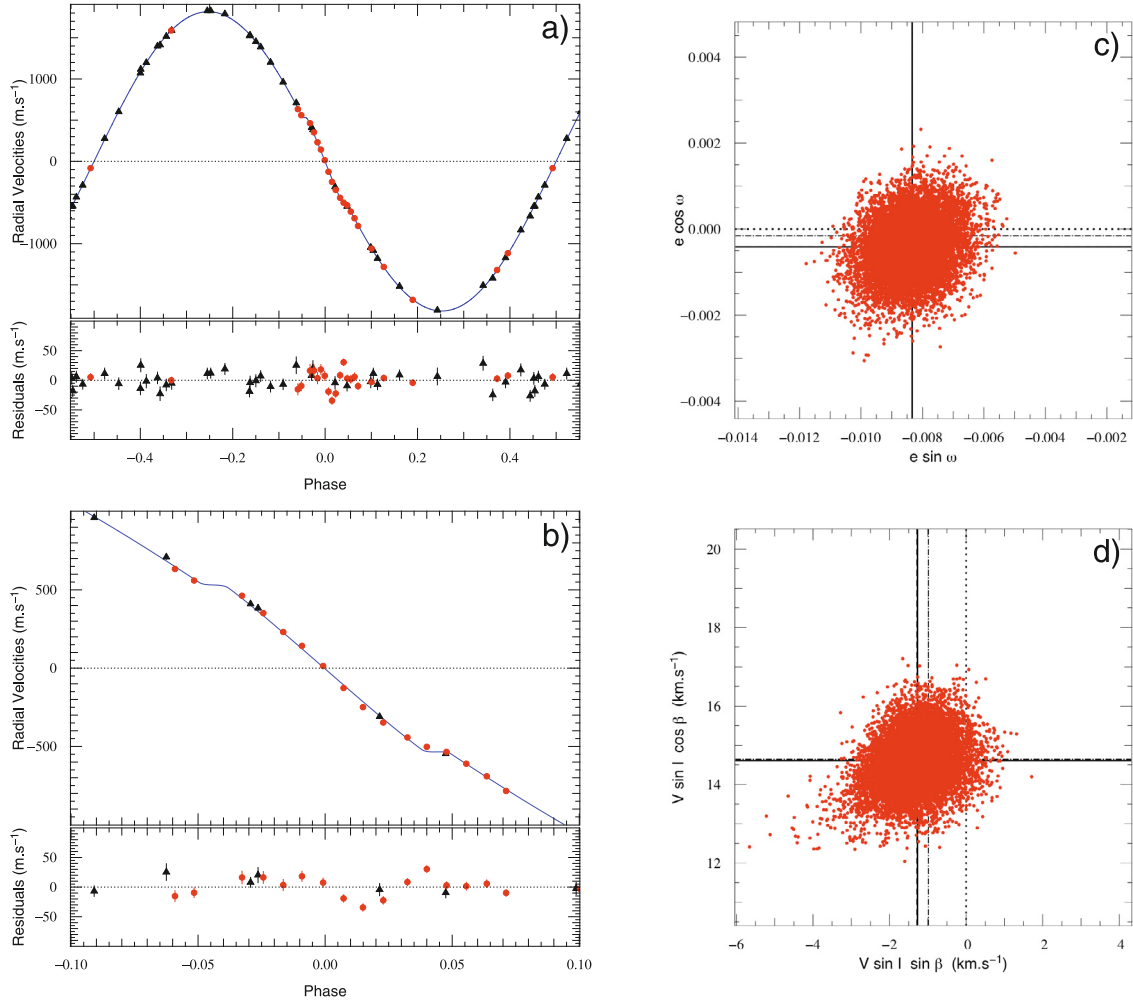 a)
Radial Velocities (m.s⁻¹)
1000
0
−1000
Residuals (m.s⁻¹)
50
0
−50
−0.4 −0.2 0.0 0.2 0.4
Phase
b)
Radial Velocities (m.s⁻¹)
500
0
−500
Residuals (m.s⁻¹)
50
0
−50
−0.10 −0.05 0.00 0.05 0.10
Phase
c)
e cos ω
0.004
0.002
0.000
−0.002
−0.004
−0.014 −0.012 −0.010 −0.008 −0.006 −0.004 −0.002
e sin ω
d)
V sin I cos β (km.s⁻¹)
20
18
16
14
12
−6 −4 −2 0 2 4
V sin I sin β (km.s⁻¹)